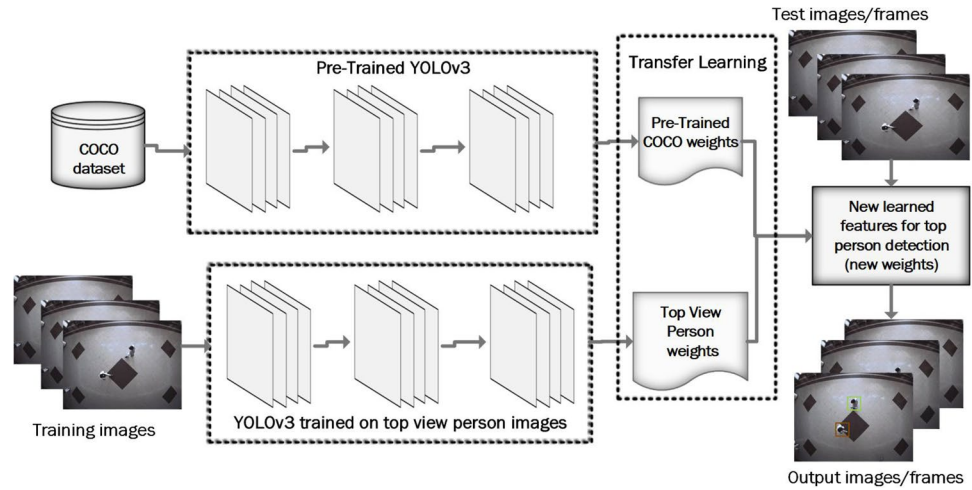 Test images/frames
Pre-Trained YOLOv3
Transfer Learning
COCO
dataset
Pre-Trained
COCO weights
New learned
features for top
person detection
(new weights)
Top View
Person
weights
YOLOv3 trained on top view person images
Training images
Output images/frames